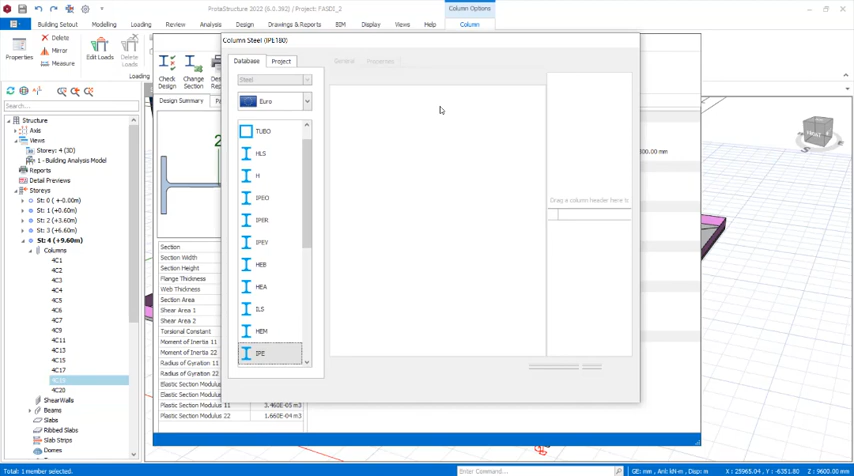 ProtaStructure 2022 (6.0.382) / Project: FASDI_2
Column Options
Building Setout
Modeling
Loading
Review
Analysis
Design
Drawings & Reports
BIM
Display
Views
Help
Column
Properties
Delete
Mirror
Measure
Edit Loads
Delete Loads
Loading
Search...
Structure
Axis
Views
Storey: 4 (3D)
1 - Building Analysis Model
Reports
Detail Previews
Storeys
St: 0 ( +-0.00m)
St: 1 (+0.60m)
St: 2 (+3.60m)
St: 3 (+6.60m)
St: 4 (+9.60m)
Columns
4C1
4C2
4C3
4C4
4C5
4C6
4C7
4C9
4C11
4C13
4C15
4C17
4C20
ShearWalls
Beams
Slabs
Ribbed Slabs
Slab Strips
Domes
Check Design
Change Section
Design Summary
Section
Section Width
Section Height
Flange Thickness
Web Thickness
Section Area
Shear Area 1
Shear Area 2
Torsional Constant
Moment of Inertia 11
Moment of Inertia 22
Radius of Gyration 11
Radius of Gyration 22
Elastic Section Modulus
Elastic Section Modulus
Plastic Section Modulus 11
3.460E-05 m3
Plastic Section Modulus 22
1.660E-04 m3
Column Steel (IPE180)
Database
Project
General
Properties
Steel
Euro
TUBO
HLS
H
IPEO
IPER
IPEV
HEB
HEA
ILS
HEM
IPE
Drag a column header here to
FRONT
Total: 1 member selected.
Enter Command...
GE: mm , Anl: kN-m , Disp: m
X : 25965.04 , Y : -6351.80
Z : 9600.00 mm